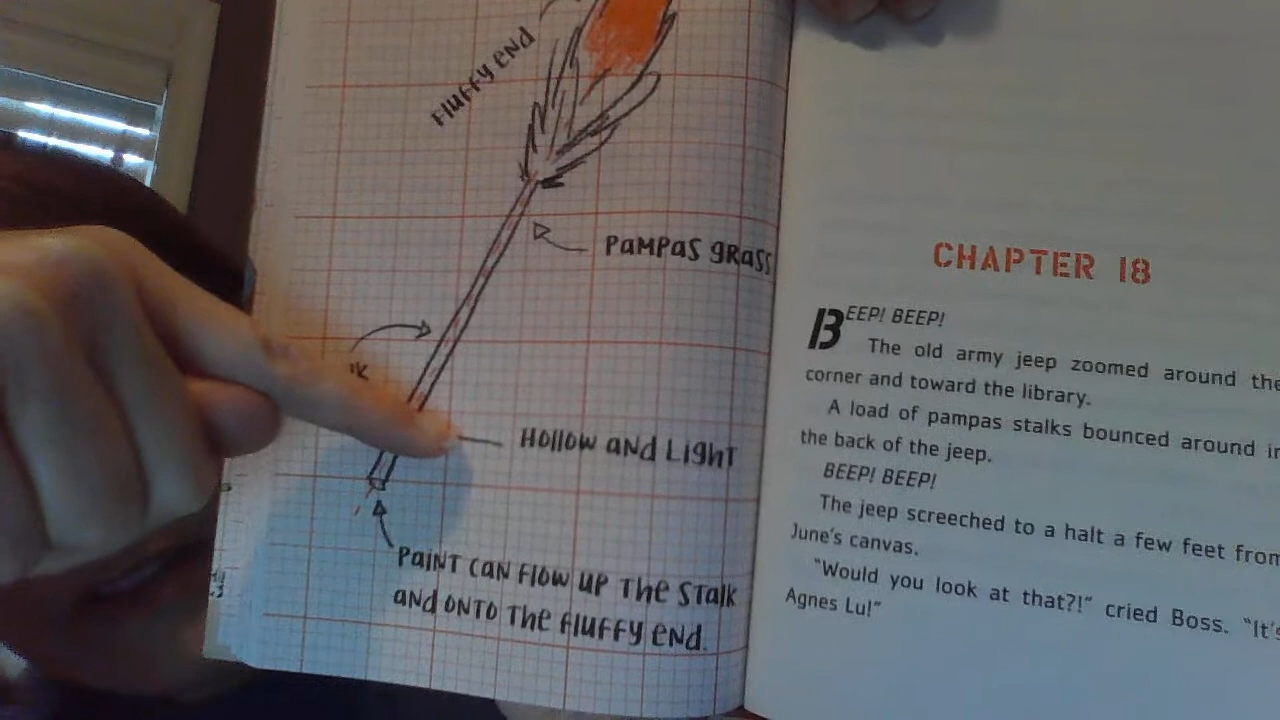 FLUFFY END
PAMPAS GRASS
HOLLOW AND LIGHT
PAINT CAN FLOW UP THE STALK
AND ONTO THE FLUFFY END.
CHAPTER 18
BEEP! BEEP!
The old army jeep zoomed around the
corner and toward the library.
A load of pampas stalks bounced around in
the back of the jeep.
BEEP! BEEP!
The jeep screeched to a halt a few feet from
June's canvas.
"Would you look at that?!" cried Boss. "It's
Agnes Lu!"